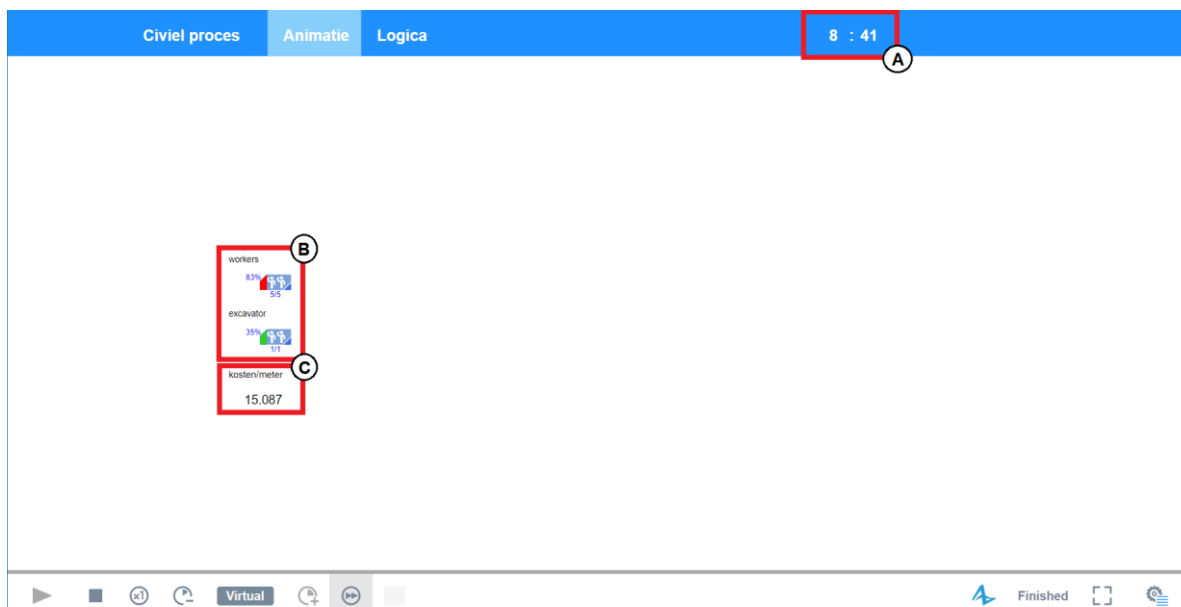 Civiel proces Animatie Logica 8 : 41
A
B
workers
83%
5/5
excavator
35%
1/1
C
kosten/meter
15.087
x1 Virtual Finished